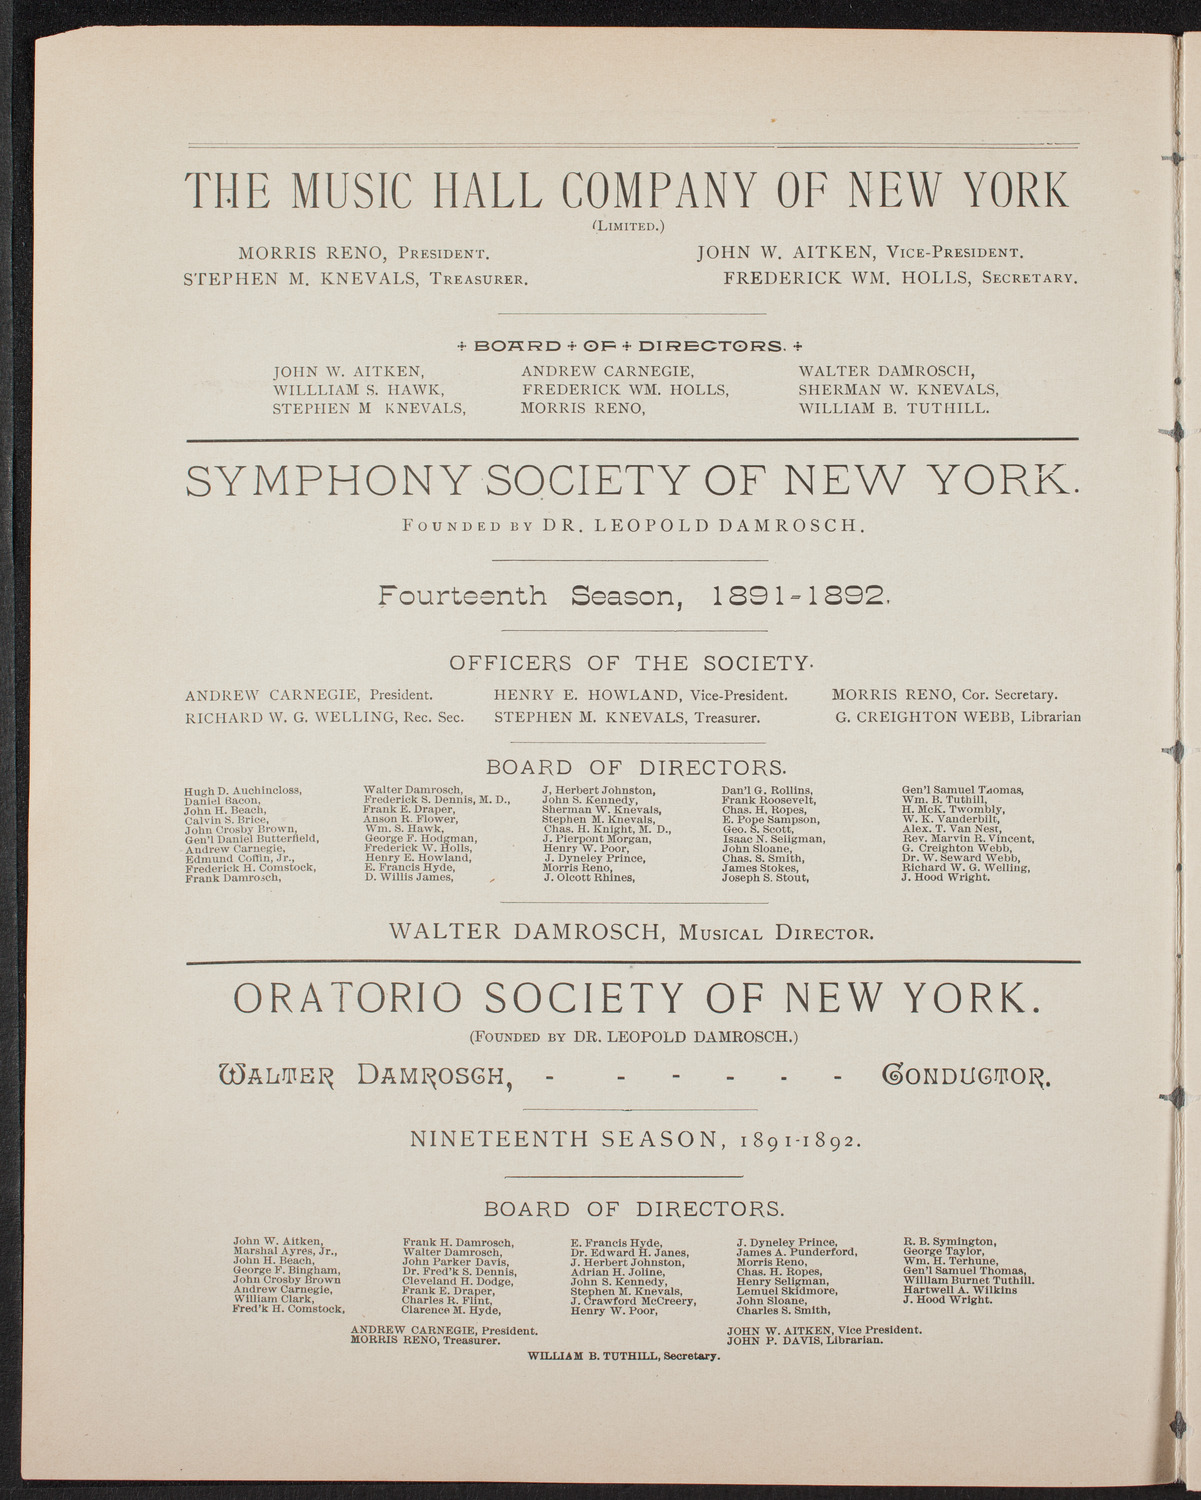 THE MUSIC HALL COMPANY OF NEW YORK
(LIMITED.)
MORRIS RENO, PRESIDENT. JOHN W. AITKEN, VICE-PRESIDENT.
STEPHEN M. KNEVALS, TREASURER. FREDERICK WM. HOLLS, SECRETARY.
BOARD OF DIRECTORS.
JOHN W. AITKEN, ANDREW CARNEGIE, WALTER DAMROSCH,
WILLLIAM S. HAWK, FREDERICK WM. HOLLS, SHERMAN W. KNEVALS,
STEPHEN M KNEVALS, MORRIS RENO, WILLIAM B. TUTHILL.
SYMPHONY SOCIETY OF NEW YORK.
FOUNDED BY DR. LEOPOLD DAMROSCH.
Fourteenth Season, 1891-1892.
OFFICERS OF THE SOCIETY.
ANDREW CARNEGIE, President. HENRY E. HOWLAND, Vice-President. MORRIS RENO, Cor. Secretary.
RICHARD W. G. WELLING, Rec. Sec. STEPHEN M. KNEVALS, Treasurer. G. CREIGHTON WEBB, Librarian
BOARD OF DIRECTORS.
Hugh D. Auchincloss, Walter Damrosch, J. Herbert Johnston, Dan'l G. Rollins, Gen'l Samuel Thomas,
Daniel Bacon, Frederick S. Dennis, M. D., John S. Kennedy, Frank Roosevelt, Wm. B. Tuthill,
John H. Beach, Frank E. Draper, Sherman W. Knevals, Chas. H. Ropes, H. McK. Twombly,
Calvin S. Brice, Anson R. Flower, Stephen M. Knevals, E. Pope Sampson, W. K. Vanderbilt,
John Crosby Brown, Wm. S. Hawk, Chas. H. Knight, M. D., Geo. S. Scott, Alex. T. Van Nest,
Gen'l Daniel Butterfield, George F. Hodgman, J. Pierpont Morgan, Isaac N. Seligman, Rev. Marvin R. Vincent,
Andrew Carnegie, Frederick W. Holls, Henry W. Poor, John Sloane, G. Creighton Webb,
Edmund Coffin, Jr., Henry E. Howland, J. Dyneley Prince, Chas. S. Smith, Dr. W. Seward Webb,
Frederick H. Comstock, E. Francis Hyde, Morris Reno, James Stokes, Richard W. G. Welling,
Frank Damrosch, D. Willis James, J. Olcott Rhines, Joseph S. Stout, J. Hood Wright.
WALTER DAMROSCH, MUSICAL DIRECTOR.
ORATORIO SOCIETY OF NEW YORK.
(FOUNDED BY DR. LEOPOLD DAMROSCH.)
WALTER DAMROSCH, - - - - - - CONDUCTOR.
NINETEENTH SEASON, 1891-1892.
BOARD OF DIRECTORS.
John W. Aitken, Frank H. Damrosch, E. Francis Hyde, J. Dyneley Prince, R. B. Symington,
Marshal Ayres, Jr., Walter Damrosch, Dr. Edward H. Janes, James A. Punderford, George Taylor,
John H. Beach, John Parker Davis, J. Herbert Johnston, Morris Reno, Wm. H. Terhune,
George F. Bingham, Dr. Fred'k S. Dennis, Adrian H. Joline, Chas. H. Ropes, Gen'l Samuel Thomas,
John Crosby Brown Cleveland H. Dodge, John S. Kennedy, Henry Seligman, William Burnet Tuthill.
Andrew Carnegie, Frank E. Draper, Stephen M. Knevals, Lemuel Skidmore, Hartwell A. Wilkins
William Clark, Charles R. Flint, J. Crawford McCreery, John Sloane, J. Hood Wright.
Fred'k H. Comstock, Clarence M. Hyde, Henry W. Poor, Charles S. Smith,
ANDREW CARNEGIE, President. JOHN W. AITKEN, Vice President.
MORRIS RENO, Treasurer. JOHN P. DAVIS, Librarian.
WILLIAM B. TUTHILL, Secretary.